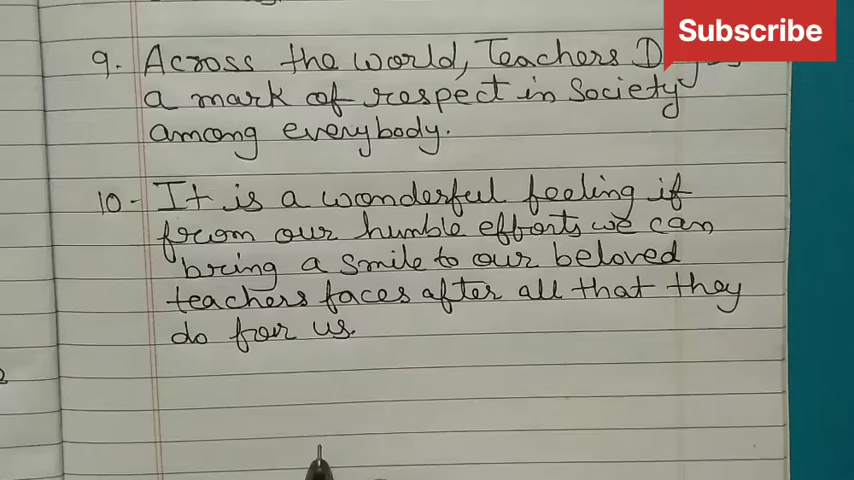 Subscribe
9. Across the world, Teachers
a mark of respect in society
among everybody.
10- It is a wonderful feeling if
from our humble efforts we can
bring a smile to our beloved
teachers faces after all that they
do for us.